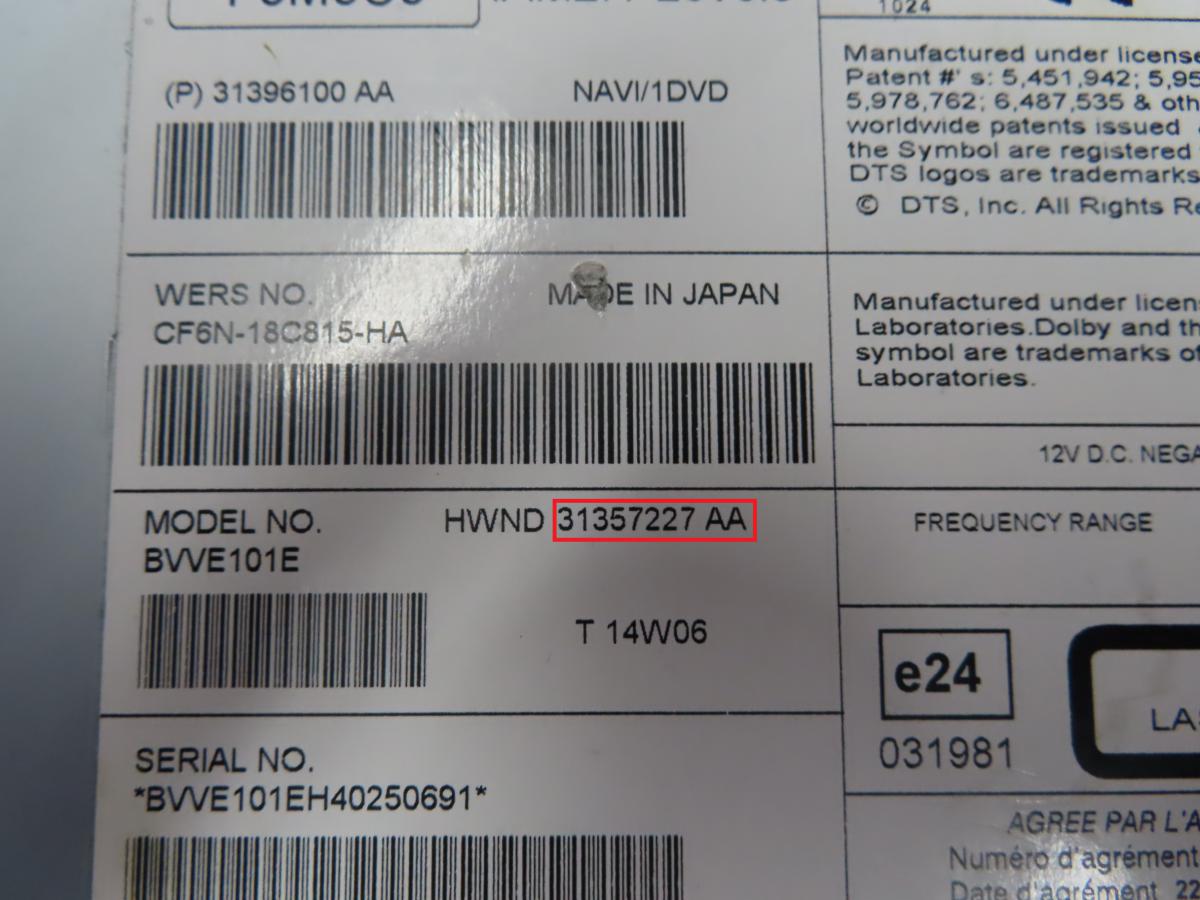 (P) 31396100 AA NAVI/1DVD
WERS NO. MADE IN JAPAN
CF6N-18C815-HA
MODEL NO. HWND 31357227 AA
BVVE101E
T 14W06
SERIAL NO.
*BVVE101EH40250691*
1024
Manufactured under license
Patent #' s: 5,451,942; 5,95
5,978,762; 6,487,535 & oth
worldwide patents issued
the Symbol are registered
DTS logos are trademarks
© DTS, Inc. All Rights Re
Manufactured under licen
Laboratories.Dolby and th
symbol are trademarks of
Laboratories.
12V D.C. NEGA
FREQUENCY RANGE
e24
031981
LA
AGREE PAR L'A
Numéro d'agrément
Date d'agrément 22